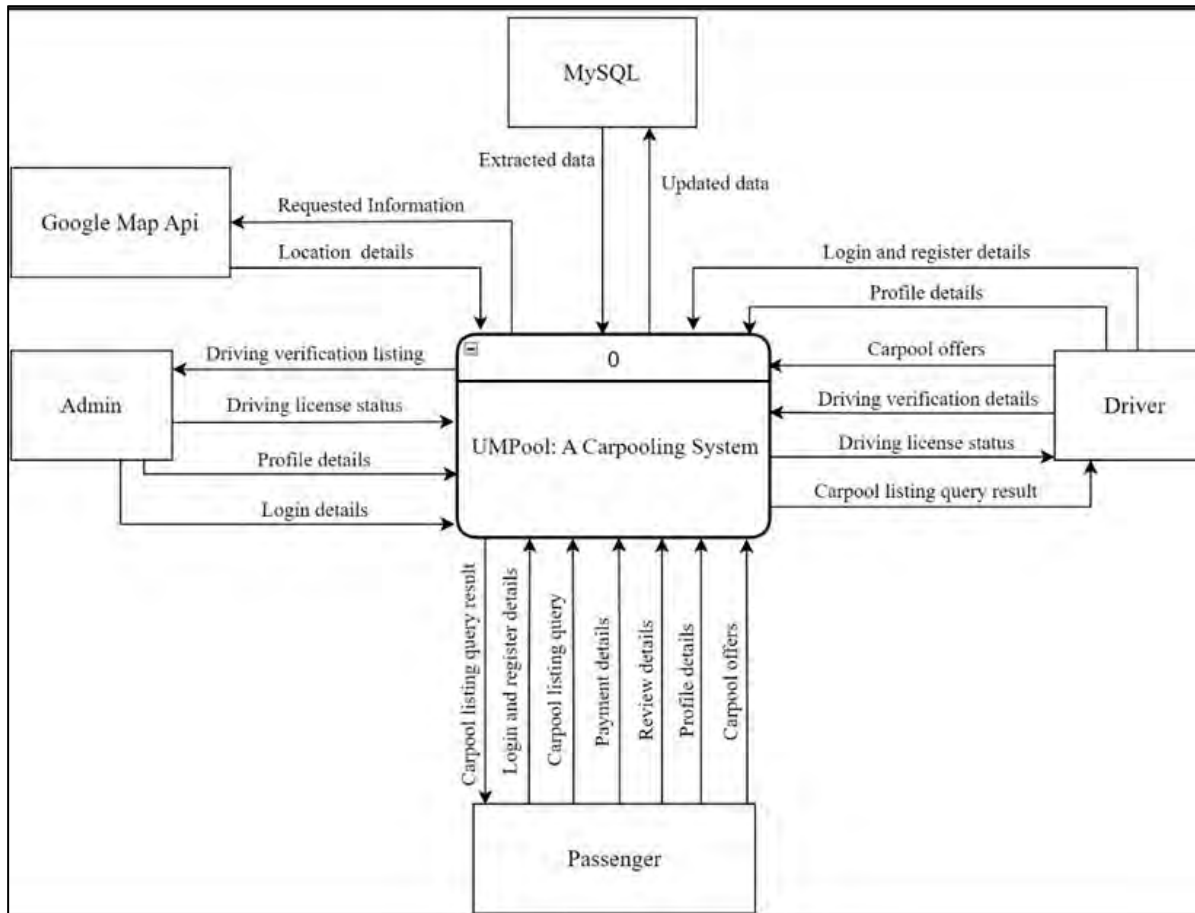 MySQL
Extracted data
Updated data
Google Map Api
Requested Information
Location details
Login and register details
Profile details
Carpool offers
Driving verification details
Driving license status
Carpool listing query result
Driver
Admin
Driving verification listing
Driving license status
Profile details
Login details
0
UMPool: A Carpooling System
Carpool listing query result
Login and register details
Carpool listing query
Payment details
Review details
Profile details
Carpool offers
Passenger